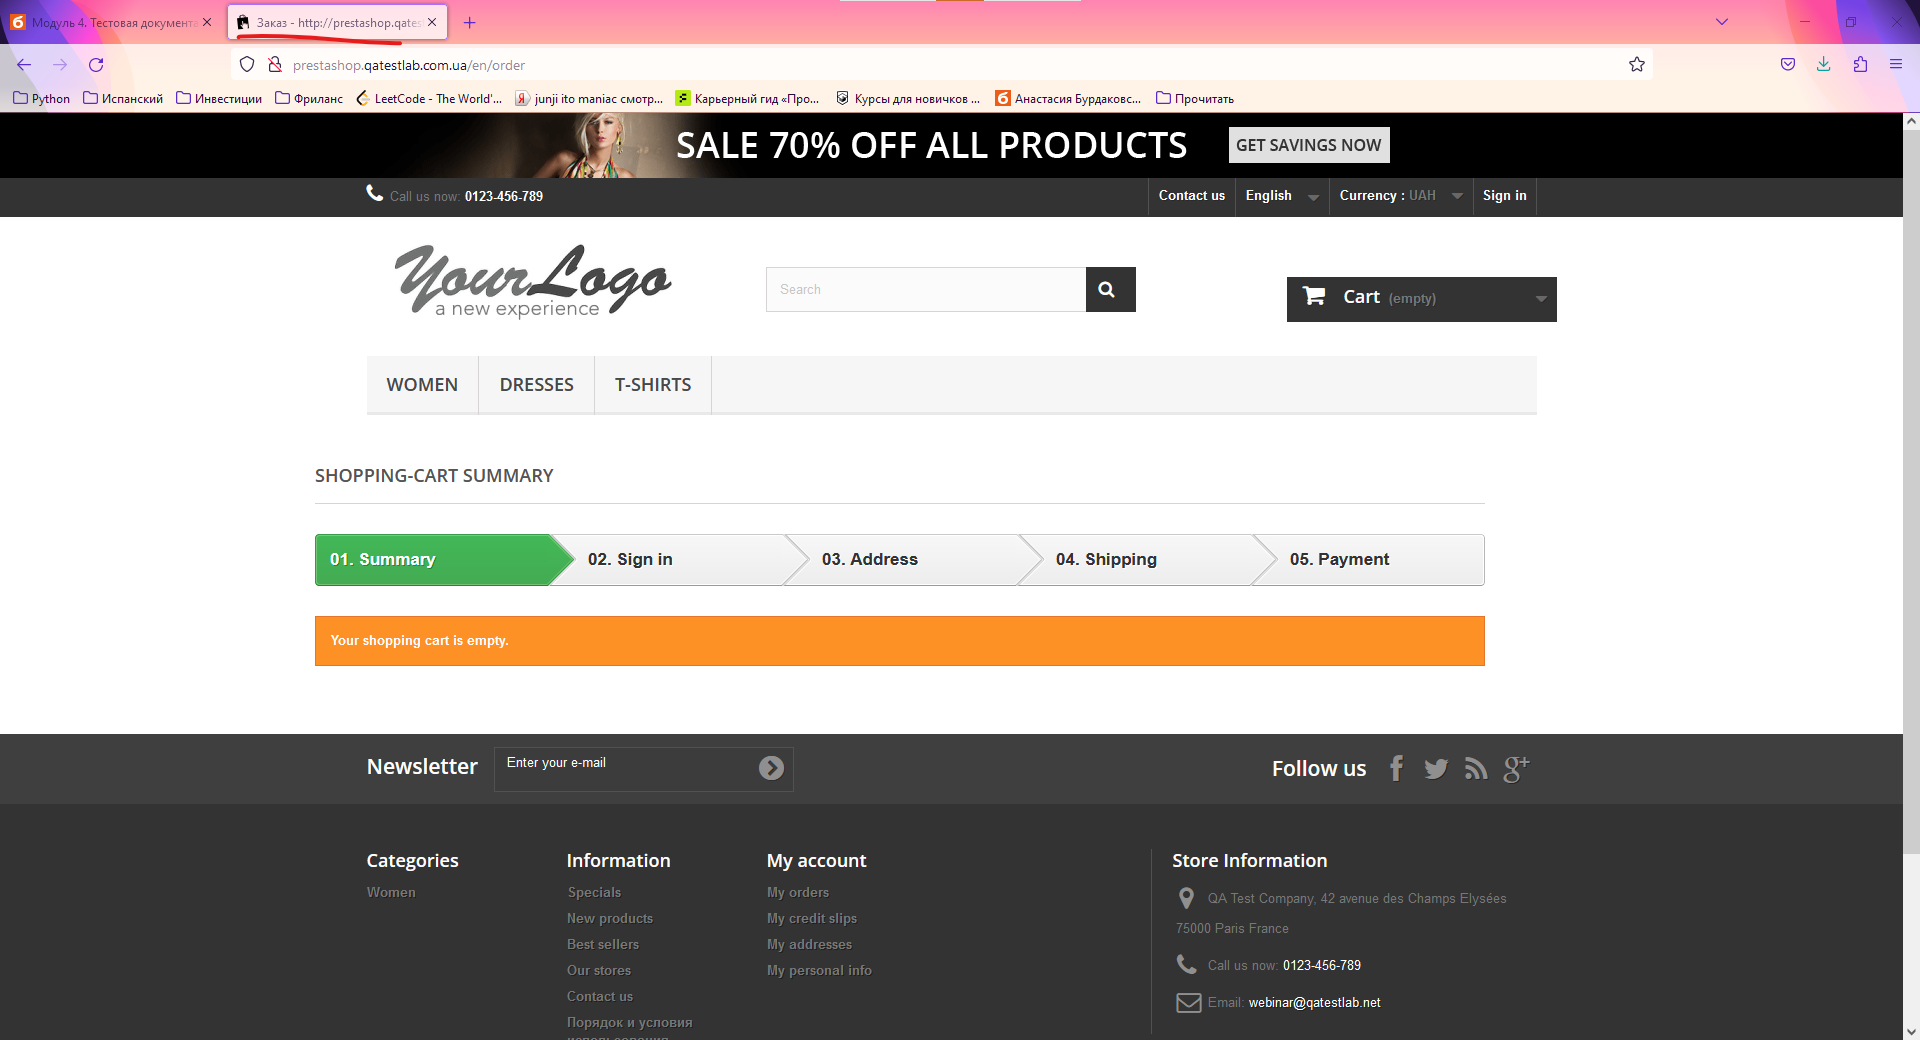 Модуль 4. Тестовая документа
Заказ - http://prestashop.qates
prestashop.qatestlab.com.ua/en/order
Python
Испанский
Инвестиции
Фриланс
LeetCode - The World'...
junji ito maniac смотр...
Карьерный гид «Про...
Курсы для новичков ...
Анастасия Бурдаковс...
Прочитать
SALE 70% OFF ALL PRODUCTS
GET SAVINGS NOW
Call us now: 0123-456-789
Contact us
English
Currency : UAH
Sign in
YourLogo
a new experience
Search
Cart (empty)
WOMEN
DRESSES
T-SHIRTS
SHOPPING-CART SUMMARY
01. Summary
02. Sign in
03. Address
04. Shipping
05. Payment
Your shopping cart is empty.
Newsletter
Enter your e-mail
Follow us
Categories
Women
Information
Specials
New products
Best sellers
Our stores
Contact us
Порядок и условия
использования
My account
My orders
My credit slips
My addresses
My personal info
Store Information
QA Test Company, 42 avenue des Champs Elysées
75000 Paris France
Call us now: 0123-456-789
Email: webinar@qatestlab.net